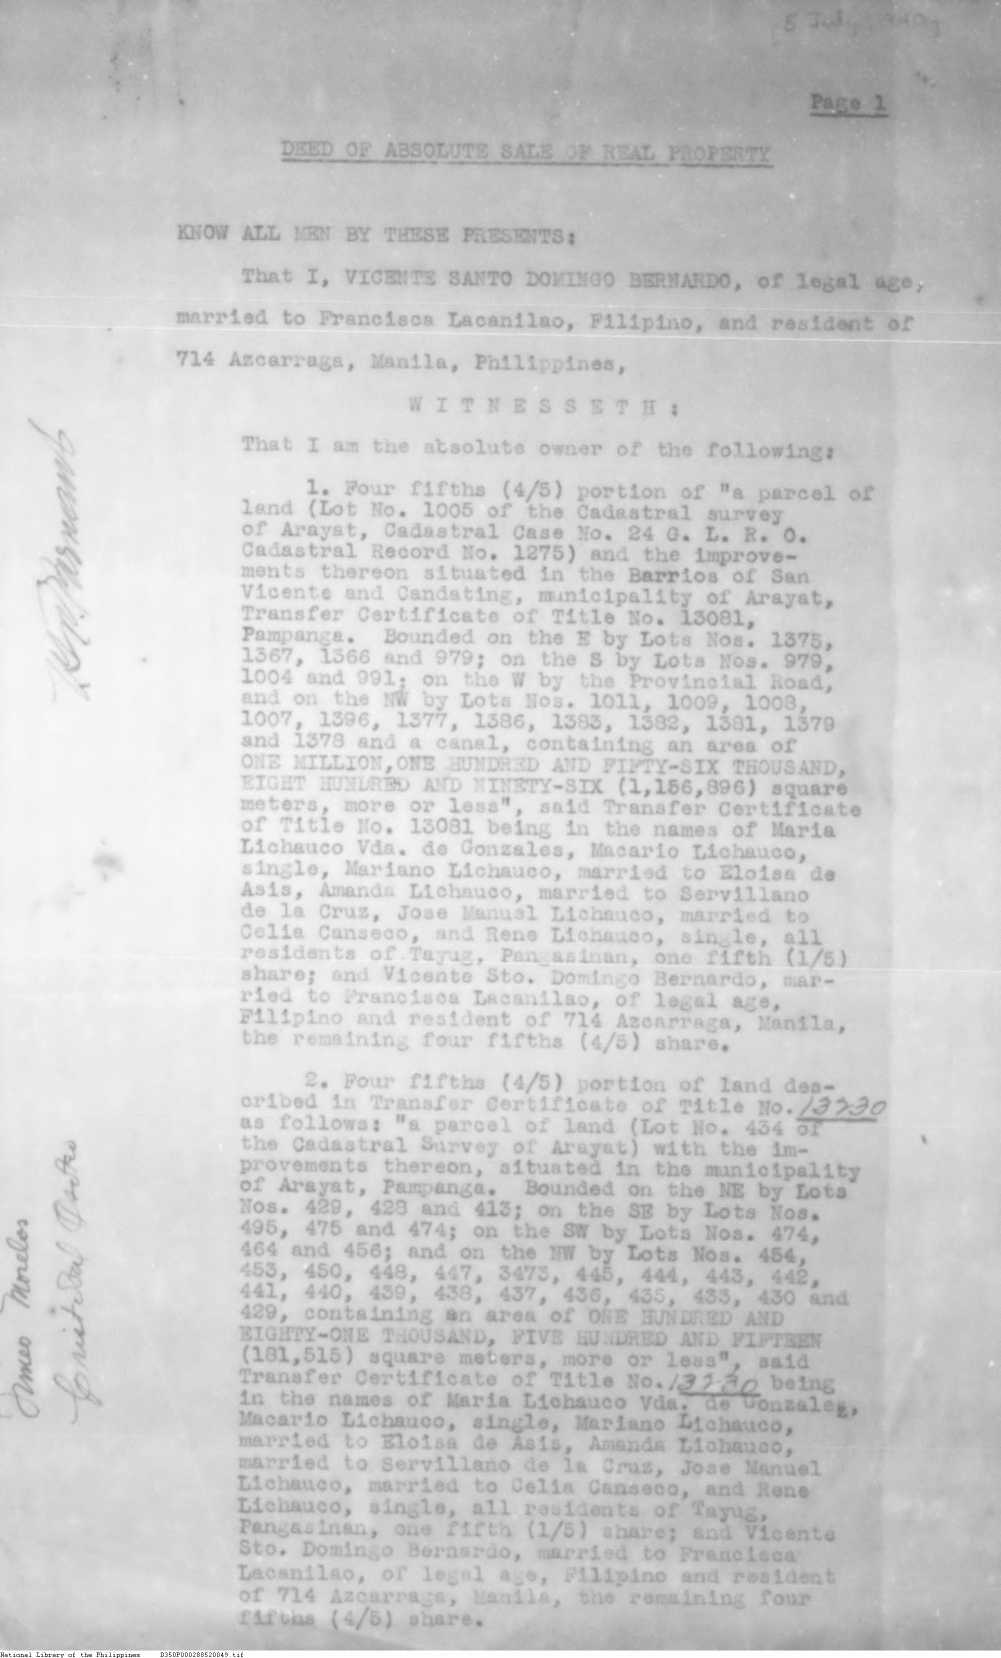 Page 1
DEED OF ABSOLUTE SALE OF REAL PROPERTY
KNOW ALL MEN BY THESE PRESENTS:
That I, VICENTE SANTO DOMINGO BERNARDO, of legal age,
married to Francisca Lacanilao, Filipino, and resident of
714 Azcarraga, Manila, Philippines,
W I T N E S S E T H :
That I am the absolute owner of the following:
1. Four fifths (4/5) portion of "a parcel of
land (Lot No. 1005 of the Cadastral survey
of Arayat, Cadastral Case No. 24 G. L. R. O.
Cadastral Record No. 1275) and the improve-
ments thereon situated in the Barrios of San
Vicente and Candating, municipality of Arayat,
Transfer Certificate of Title No. 13081,
Pampanga. Bounded on the E by Lots Nos. 1375,
1367, 1366 and 979; on the S by Lots Nos. 979,
1004 and 991; on the W by the Provincial Road,
and on the NW by Lots Nos. 1011, 1009, 1008,
1007, 1396, 1377, 1386, 1383, 1382, 1381, 1379
and 1378 and a canal, containing an area of
ONE MILLION,ONE HUNDRED AND FIFTY-SIX THOUSAND,
EIGHT HUNDRED AND NINETY-SIX (1,156,896) square
meters, more or less", said Transfer Certificate
of Title No. 13081 being in the names of Maria
Lichauco Vda. de Gonzales, Macario Lichauco,
single, Mariano Lichauco, married to Eloisa de
Asis, Amanda Lichauco, married to Servillano
de la Cruz, Jose Manuel Lichauco, married to
Celia Canseco, and Rene Lichauco, single, all
residents of Tayug, Pangasinan, one fifth (1/5)
share; and Vicente Sto. Domingo Bernardo, mar-
ried to Francisca Lacanilao, of legal age,
Filipino and resident of 714 Azcarraga, Manila,
the remaining four fifths (4/5) share.
2. Four fifths (4/5) portion of land des-
cribed in Transfer Certificate of Title No. 13230
as follows: "a parcel of land (Lot No. 434 of
the Cadastral Survey of Arayat) with the im-
provements thereon, situated in the municipality
of Arayat, Pampanga. Bounded on the NE by Lots
Nos. 429, 428 and 413; on the SE by Lots Nos.
495, 475 and 474; on the SW by Lots Nos. 474,
464 and 456; and on the NW by Lots Nos. 454,
453, 450, 448, 447, 3473, 445, 444, 443, 442,
441, 440, 439, 438, 437, 436, 435, 433, 430 and
429, containing an area of ONE HUNDRED AND
EIGHTY-ONE THOUSAND, FIVE HUNDRED AND FIFTEEN
(181,515) square meters, more or less", said
Transfer Certificate of Title No. 13230 being
in the names of Maria Lichauco Vda. de Gonzales,
Macario Lichauco, single, Mariano Lichauco,
married to Eloisa de Asis, Amanda Lichauco,
married to Servillano de la Cruz, Jose Manuel
Lichauco, married to Celia Canseco, and Rene
Lichauco, single, all residents of Tayug,
Pangasinan, one fifth (1/5) share; and Vicente
Sto. Domingo Bernardo, married to Francisca
Lacanilao, of legal age, Filipino and resident
of 714 Azcarraga, Manila, the remaining four
fifths (4/5) share.
Morelos
National Library of the Philippines D350P000288520049.tif